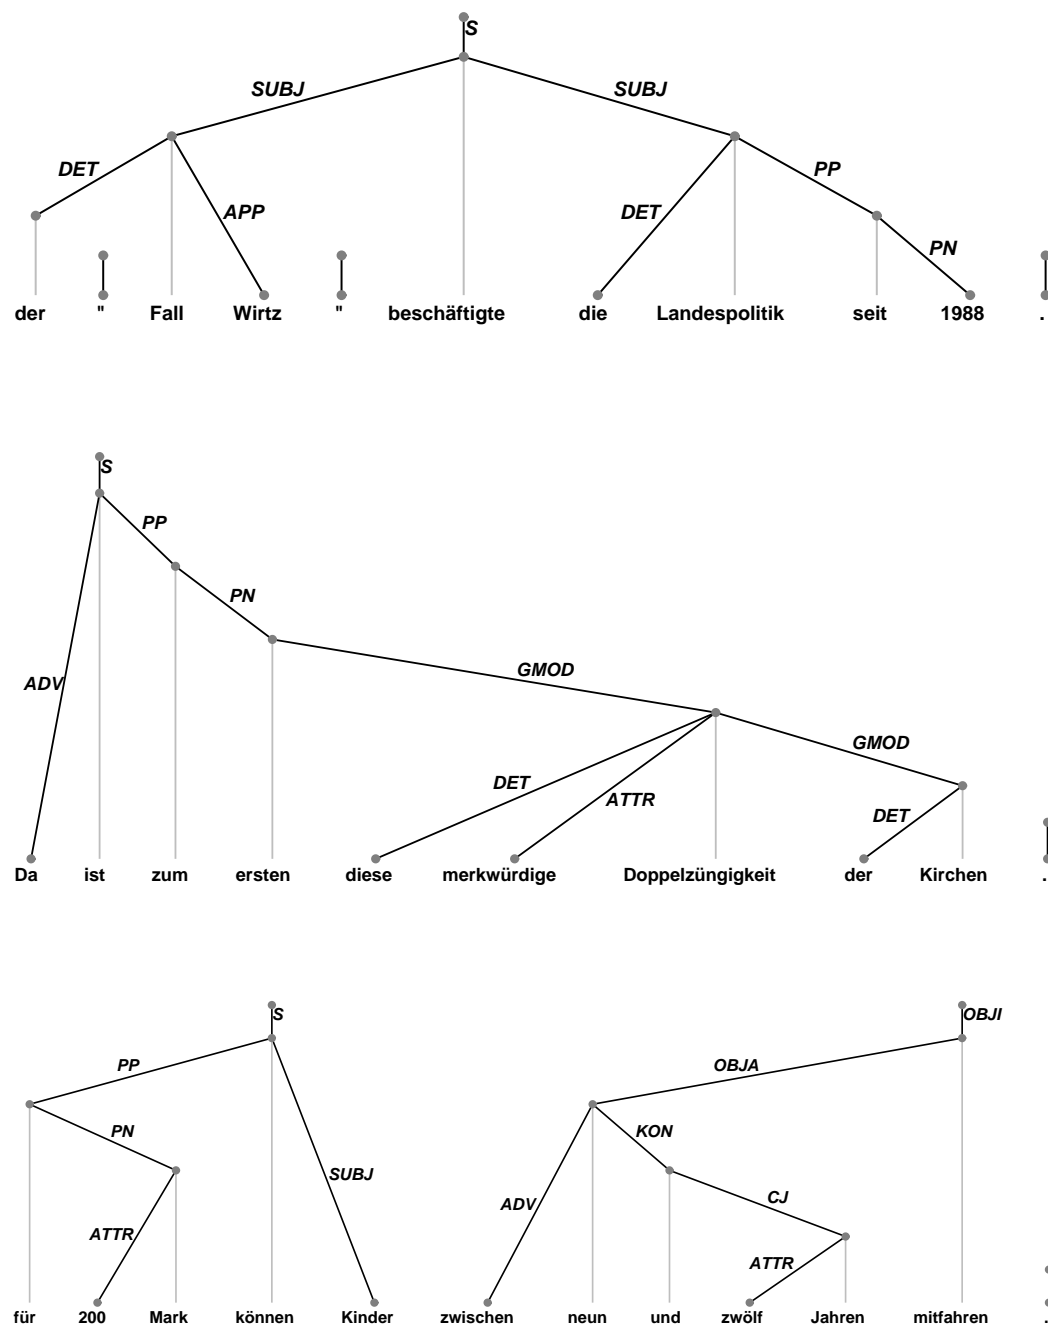 S
SUBJ SUBJ
DET PP
APP DET
PN
der " Fall Wirtz " beschäftigte die Landespolitik seit 1988 .
S
PP
PN
GMOD
ADV
GMOD
DET
ATTR
DET
Da ist zum ersten diese merkwürdige Doppelzüngigkeit der Kirchen .
S OBJI
PP OBJA
PN KON
SUBJ
CJ
ADV
ATTR ATTR
für 200 Mark können Kinder zwischen neun und zwölf Jahren mitfahren .